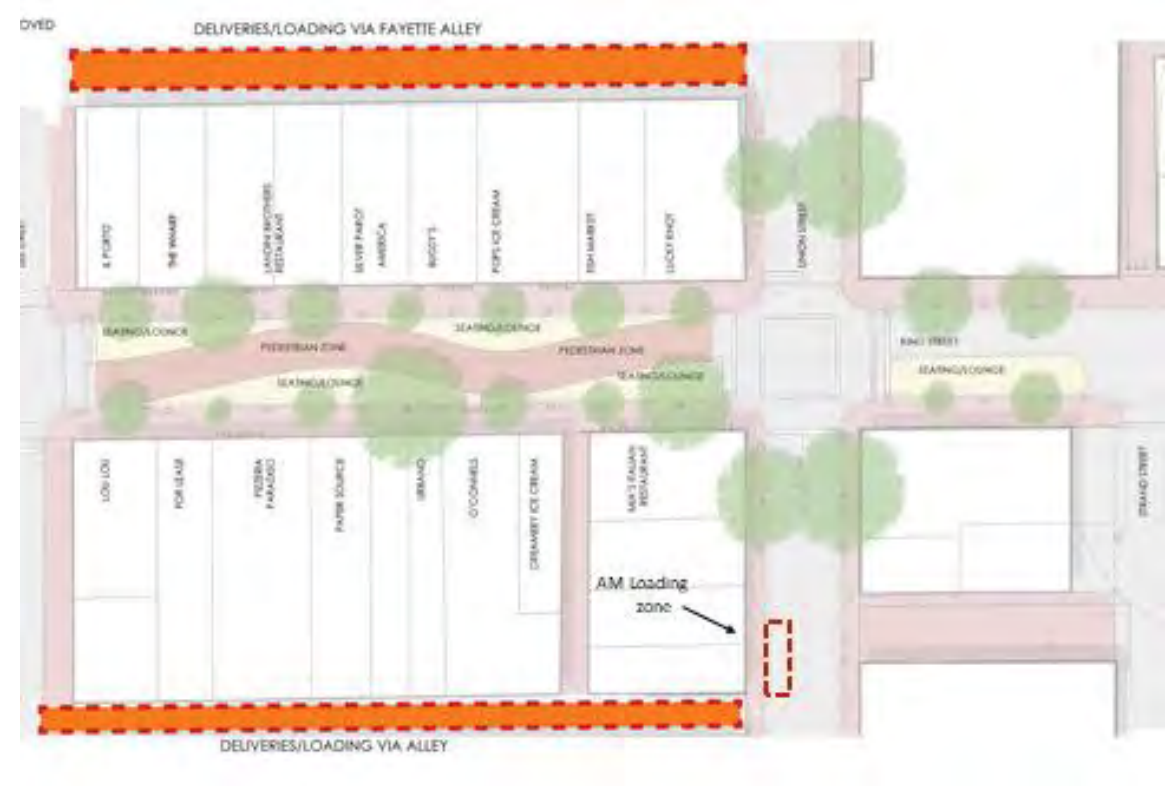 OVED
DELIVERIES/LOADING VIA FAYETTE ALLEY
IL PORTO
THE WHARF
LANDINI BROTHERS
RESTAURANT
SILVER PARROT
AMERICA
BUGSY'S
POPS ICE CREAM
FISH MARKET
LUCKY KNOT
UNION STREET
SEATING/LOUNGE
SEATING/LOUNGE
PEDESTRIAN ZONE
PEDESTRIAN ZONE
SEATING/LOUNGE
SEATING/LOUNGE
KING STREET
SEATING/LOUNGE
LOU LOU
FOR LEASE
PIZZERIA
PARADISO
PAPER SOURCE
URBANO
O'CONNELS
CREAMERY ICE CREAM
ITALIAN
RESTAURANT
STRAND STREET
AM Loading
zone
DELIVERIES/LOADING VIA ALLEY